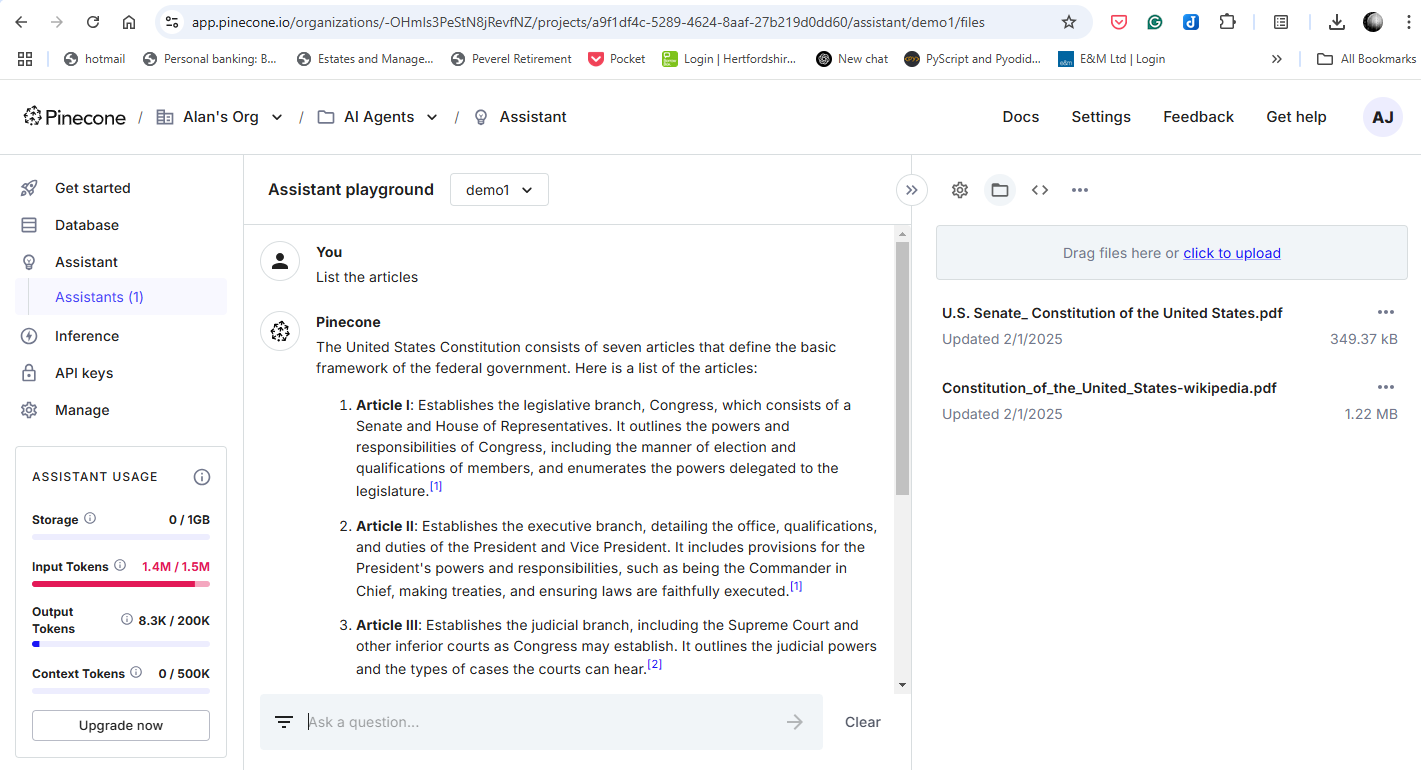 app.pinecone.io/organizations/-OHmIs3PeStN8jRevfNZ/projects/a9f1df4c-5289-4624-8aaf-27b219d0dd60/assistant/demo1/files
hotmail
Personal banking: B...
Estates and Manage...
Peverel Retirement
Pocket
Login | Hertfordshir...
New chat
PyScript and Pyodid...
E&M Ltd | Login
All Bookmarks
Pinecone / Alan's Org / AI Agents / Assistant
Docs
Settings
Feedback
Get help
AJ
Get started
Database
Assistant
Assistants (1)
Inference
API keys
Manage
ASSISTANT USAGE
Storage 0 / 1GB
Input Tokens 1.4M / 1.5M
Output
Tokens 8.3K / 200K
Context Tokens 0 / 500K
Upgrade now
Assistant playground demo1
You
List the articles
Pinecone
The United States Constitution consists of seven articles that define the basic
framework of the federal government. Here is a list of the articles:
1. Article I: Establishes the legislative branch, Congress, which consists of a
Senate and House of Representatives. It outlines the powers and
responsibilities of Congress, including the manner of election and
qualifications of members, and enumerates the powers delegated to the
legislature.[1]
2. Article II: Establishes the executive branch, detailing the office, qualifications,
and duties of the President and Vice President. It includes provisions for the
President's powers and responsibilities, such as being the Commander in
Chief, making treaties, and ensuring laws are faithfully executed.[1]
3. Article III: Establishes the judicial branch, including the Supreme Court and
other inferior courts as Congress may establish. It outlines the judicial powers
and the types of cases the courts can hear.[2]
Ask a question...
Clear
Drag files here or click to upload
U.S. Senate_ Constitution of the United States.pdf
Updated 2/1/2025 349.37 kB
Constitution_of_the_United_States-wikipedia.pdf
Updated 2/1/2025 1.22 MB